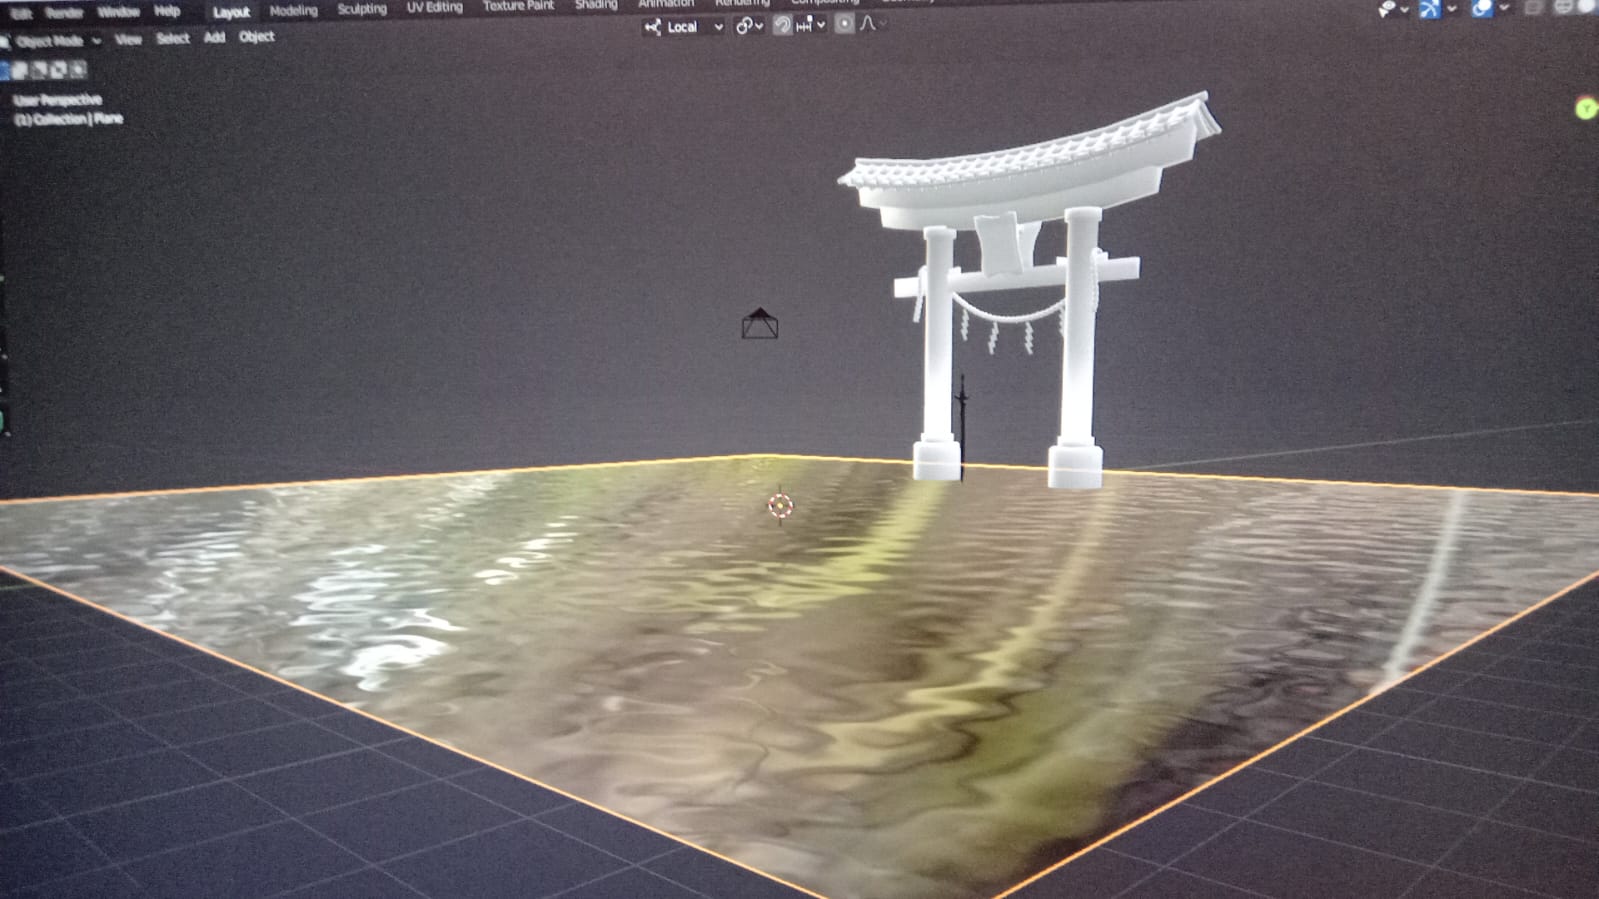 Edit Render Window Help Layout Modeling Sculpting UV Editing Texture Paint Shading Animation Rendering Compositing
Object Mode View Select Add Object Local
User Perspective
(1) Collection | Plane
Y